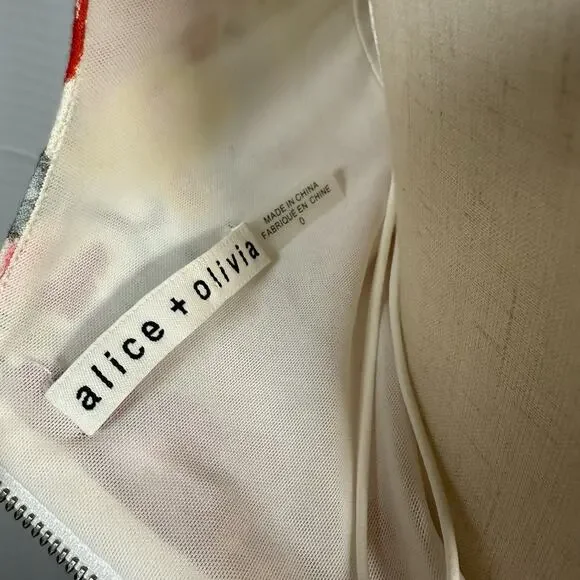 alice + olivia
MADE IN CHINA
FABRIQUE EN CHINE
0